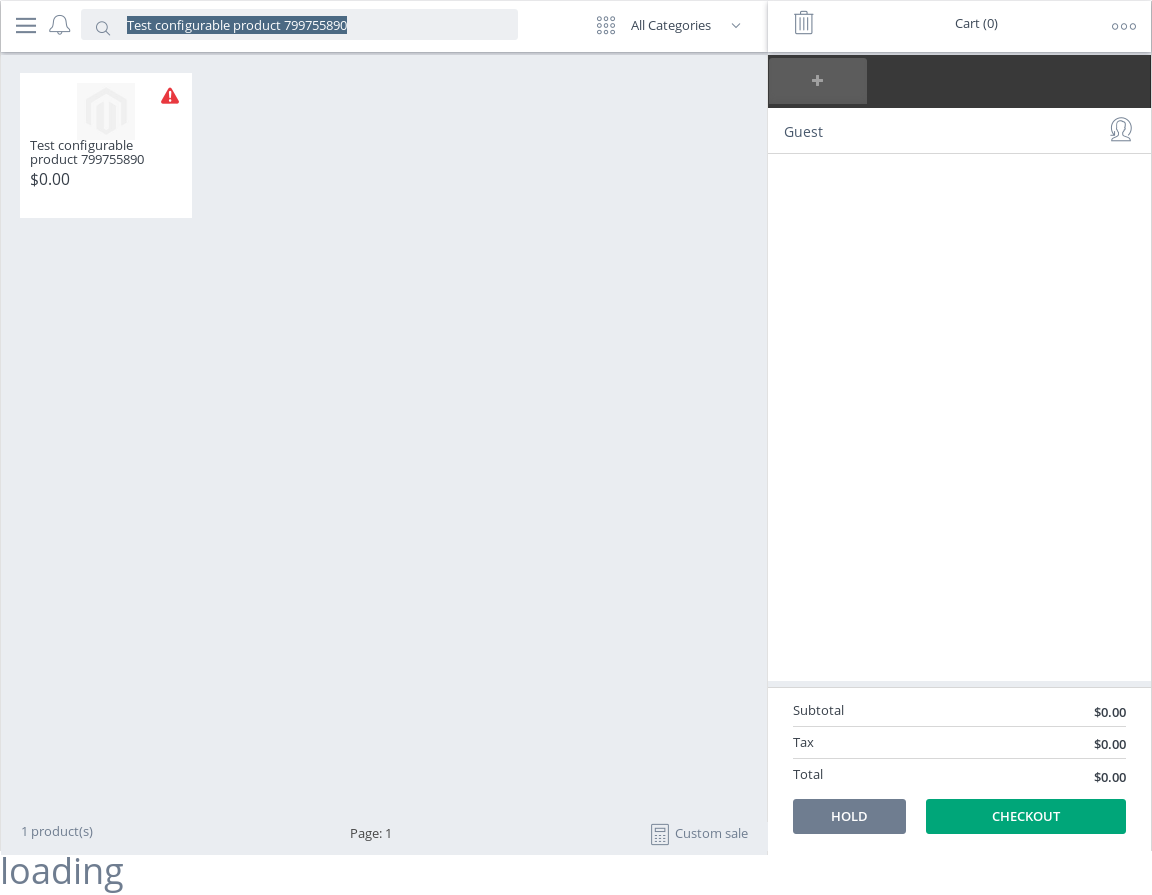 Test configurable product 799755890
All Categories
Cart (0)
Guest
Test configurable
product 799755890
$0.00
Subtotal $0.00
Tax $0.00
Total $0.00
HOLD CHECKOUT
1 product(s)
Page: 1
Custom sale
loading